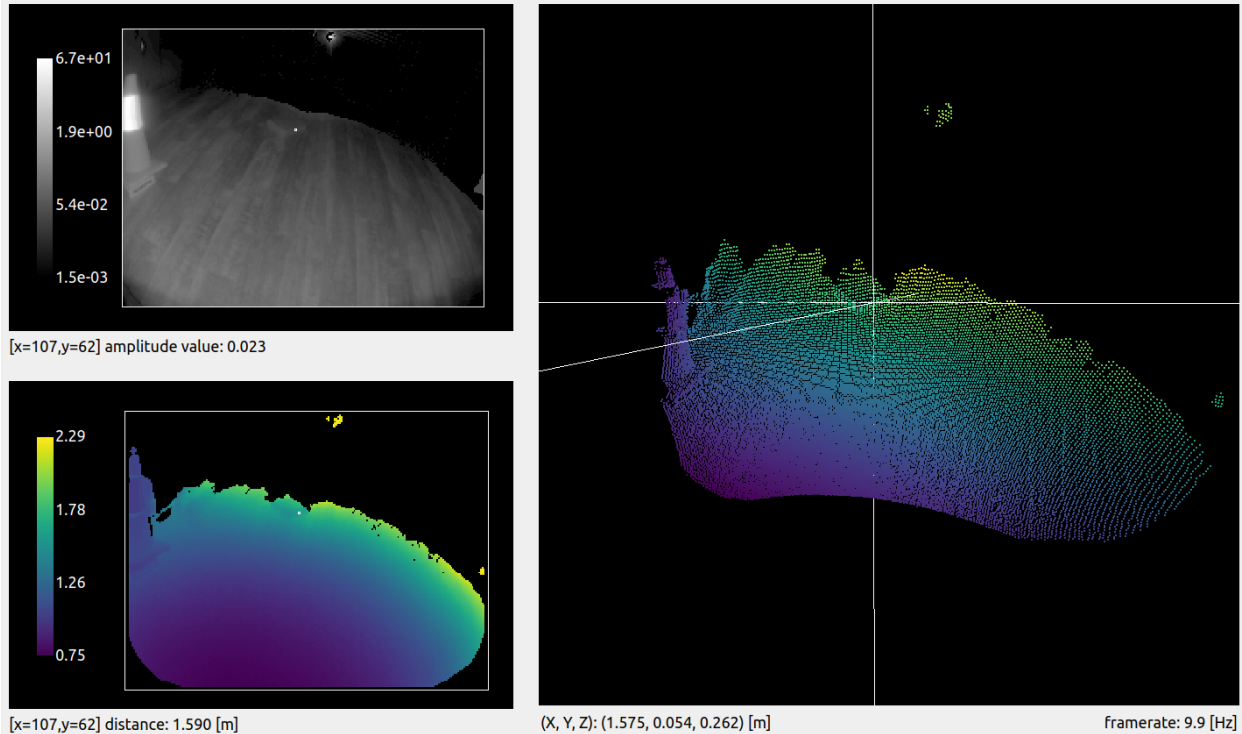 6.7e+01
1.9e+00
5.4e-02
1.5e-03
[x=107,y=62] amplitude value: 0.023
2.29
1.78
1.26
0.75
[x=107,y=62] distance: 1.590 [m]
(X, Y, Z): (1.575, 0.054, 0.262) [m]
framerate: 9.9 [Hz]